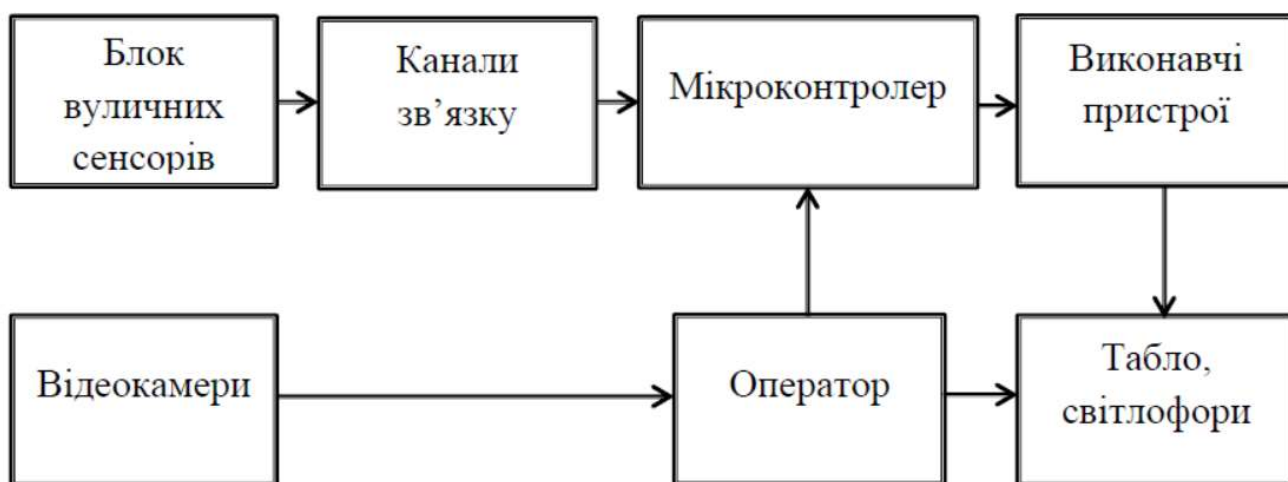 Блок
вуличних
сенсорів
Канали
зв’язку
Мікроконтролер
Виконавчі
пристрої
Відеокамери
Оператор
Табло,
світлофори